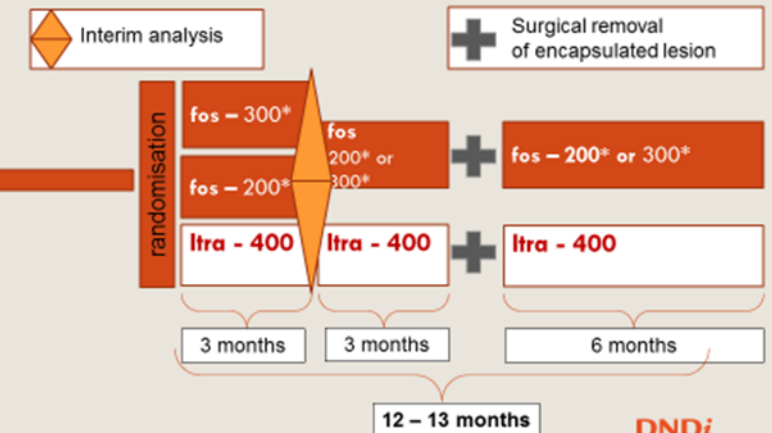 Interim analysis
Surgical removal
of encapsulated lesion
randomisation
fos – 300*
fos – 200*
Itra - 400
fos
200* or
300*
Itra - 400
fos – 200* or 300*
Itra - 400
3 months
3 months
6 months
12 – 13 months
DNDi